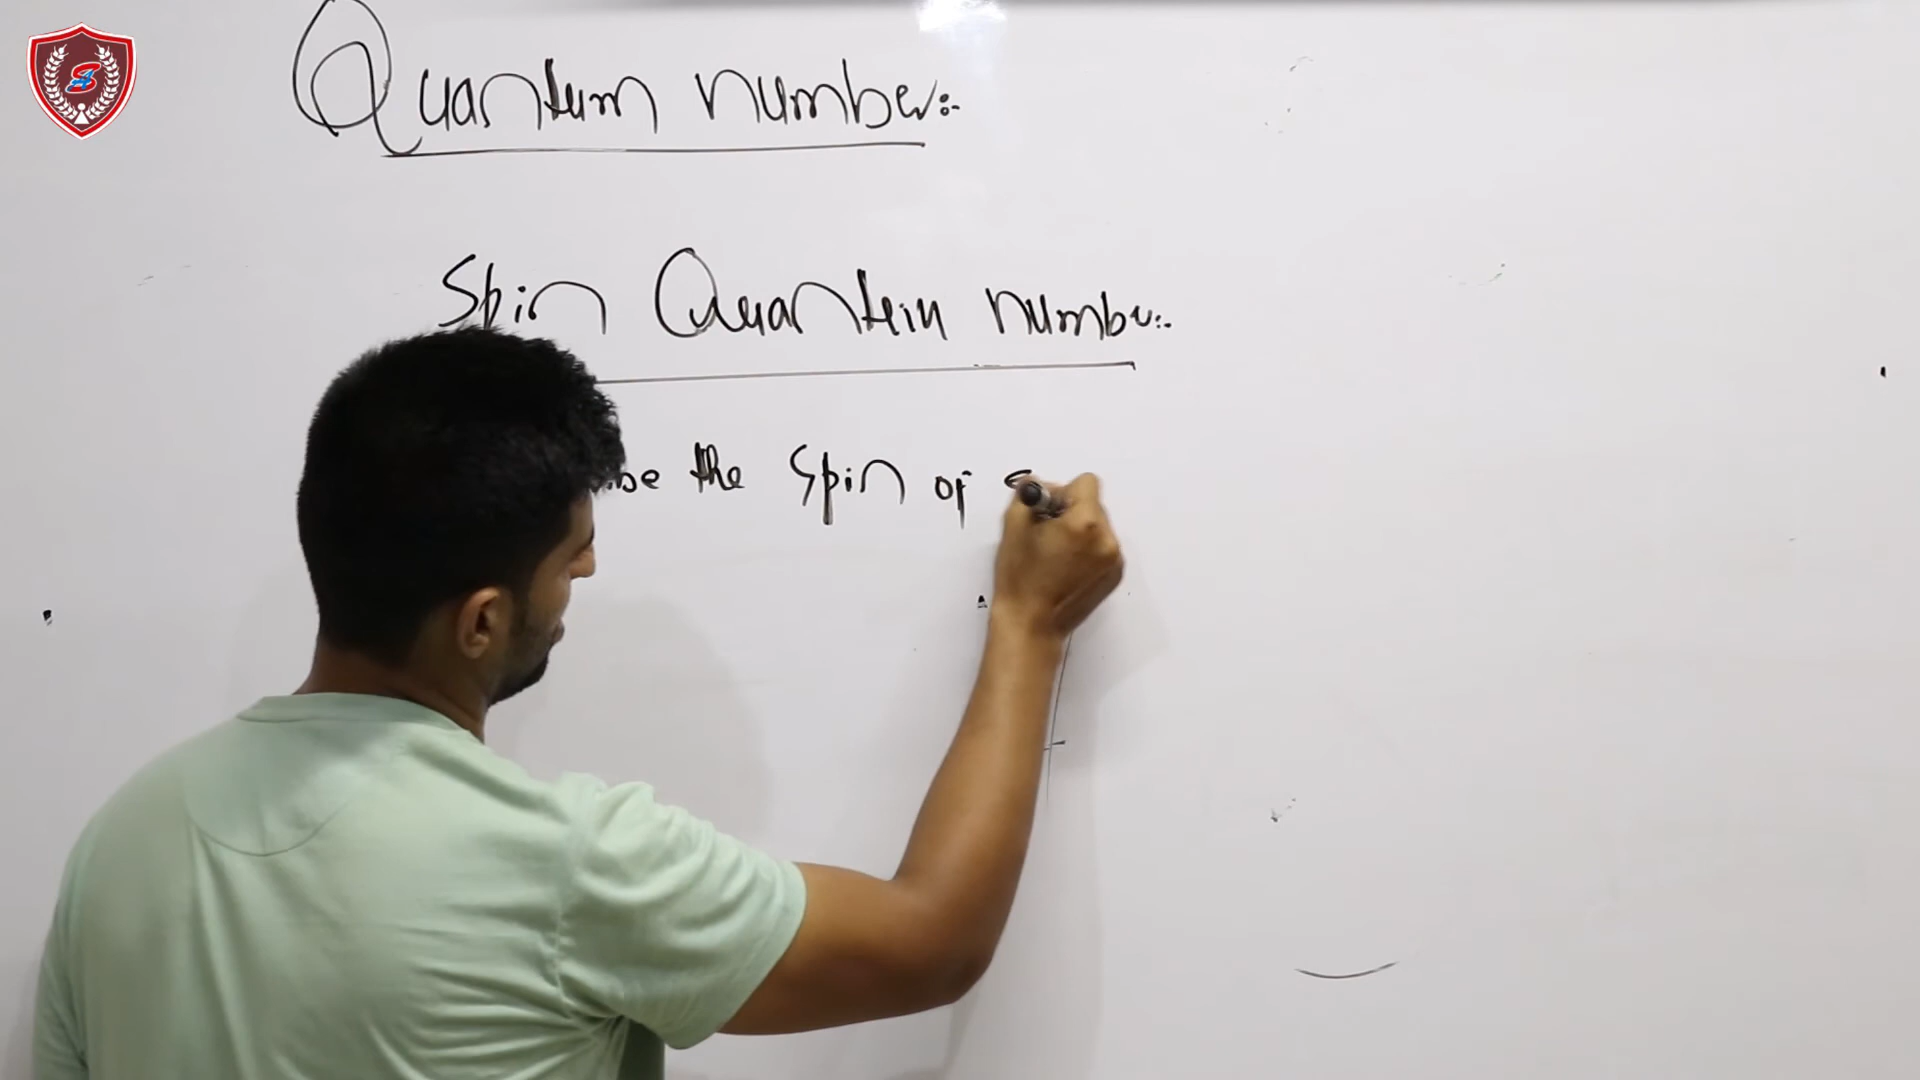 Quantum number:-
Spin Quantum number:-
the Spin of